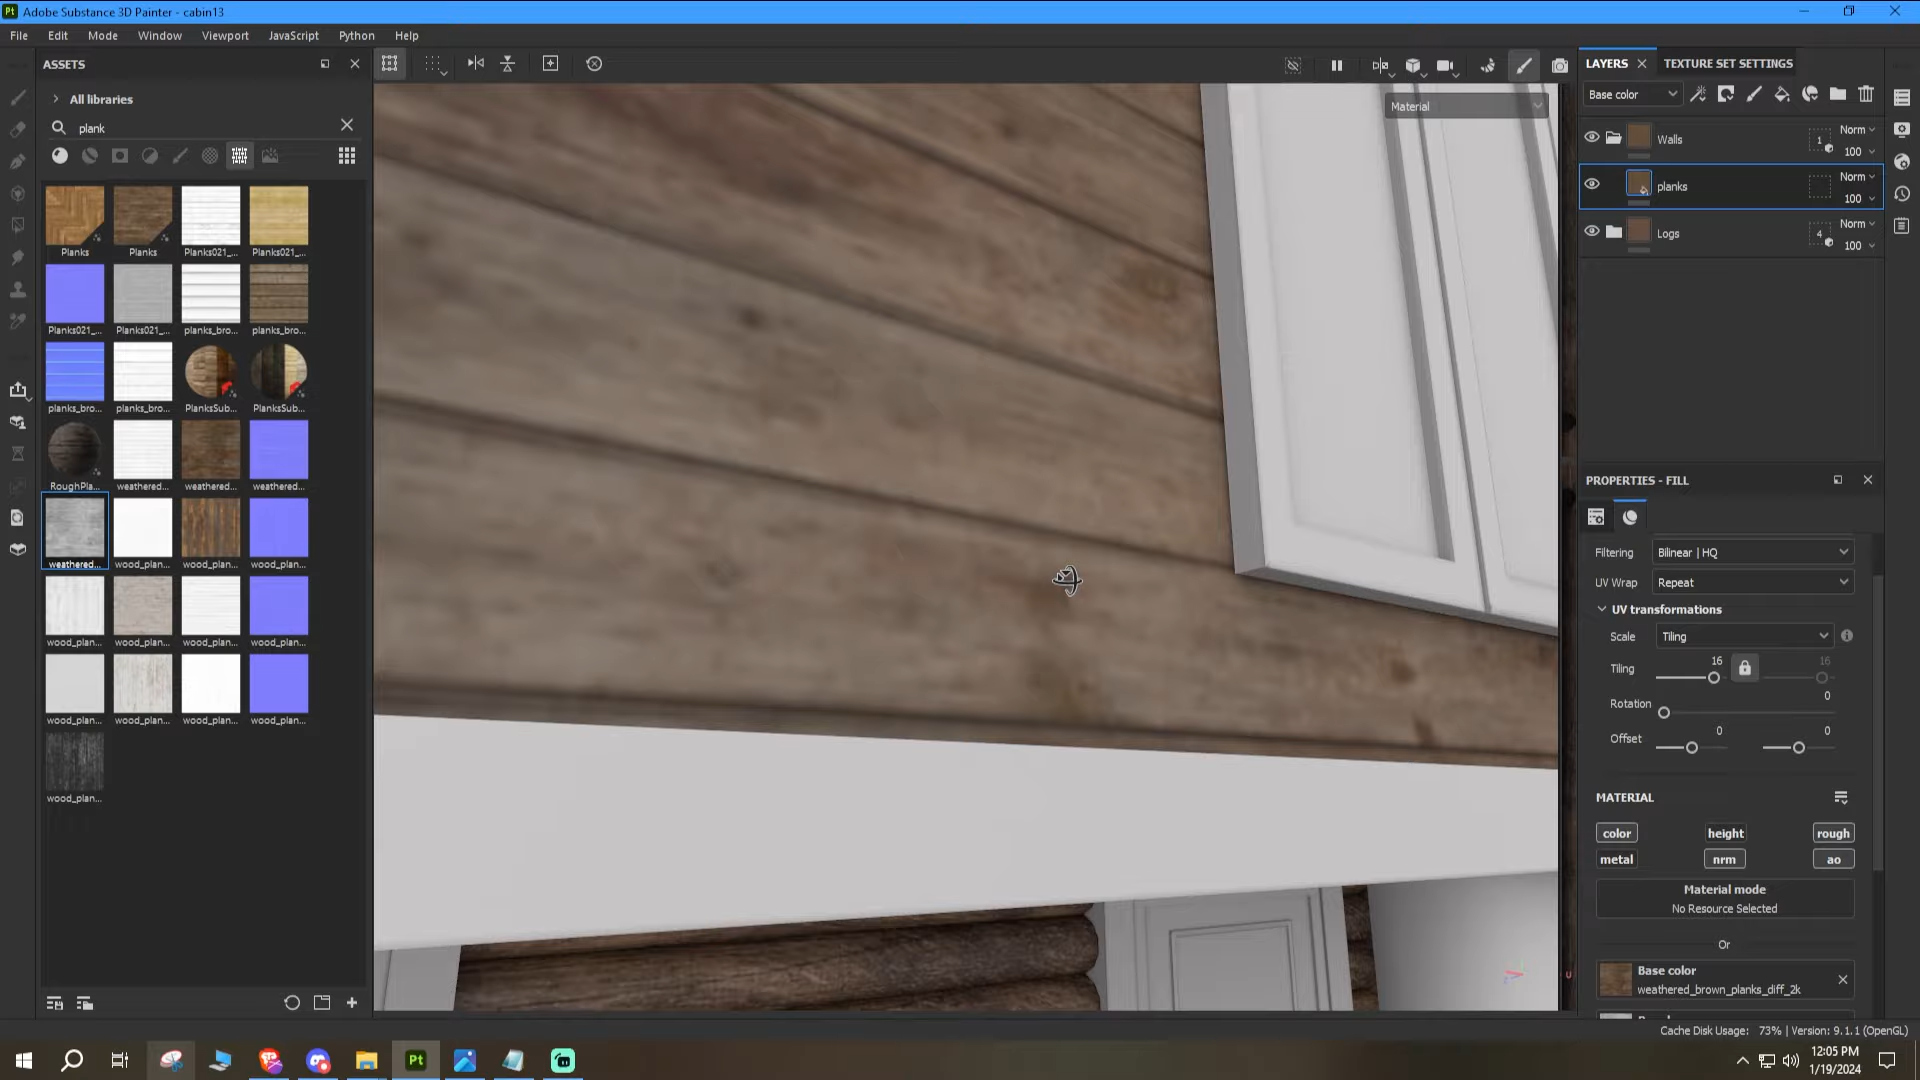 Pt Adobe Substance 3D Painter - cabin13
File Edit Mode Window Viewport JavaScript Python Help
ASSETS
All libraries
plank
Planks Planks Planks021_... Planks021_...
Planks021_... Planks021_... planks_bro... planks_bro...
planks_bro... planks_bro... PlanksSub... PlanksSub...
RoughPla... weathered... weathered... weathered...
weathered... wood_plan... wood_plan... wood_plan...
wood_plan... wood_plan... wood_plan... wood_plan...
wood_plan... wood_plan... wood_plan... wood_plan...
wood_plan...
Material
LAYERS TEXTURE SET SETTINGS
Base color
Walls 1 Norm
100
planks Norm
100
Logs 4 Norm
100
PROPERTIES - FILL
Filtering Bilinear | HQ
UV Wrap Repeat
UV transformations
Scale Tiling
Tiling 16 16
Rotation 0
Offset 0 0
MATERIAL
color height rough
metal nrm ao
Material mode
No Resource Selected
Or
Base color
weathered_brown_planks_diff_2k
Cache Disk Usage: 73% | Version: 9.1.1 (OpenGL)
Pt
12:05 PM
1/19/2024